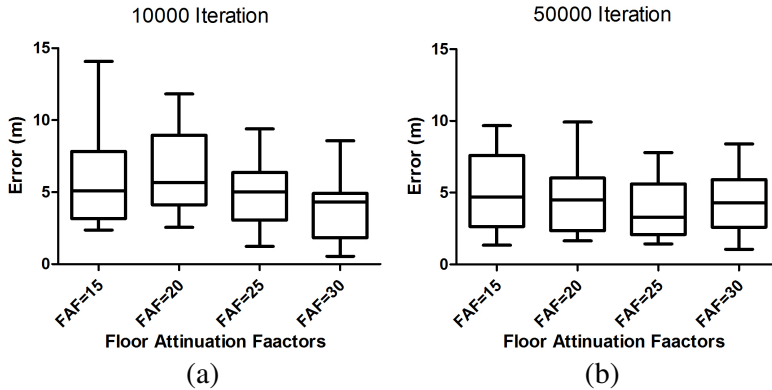 10000 Iteration
15
10
5
0
Error (m)
FAF=15
FAF=20
FAF=25
FAF=30
Floor Attinuation Faactors
(a)
50000 Iteration
15
10
5
0
Error (m)
FAF=15
FAF=20
FAF=25
FAF=30
Floor Attinuation Faactors
(b)